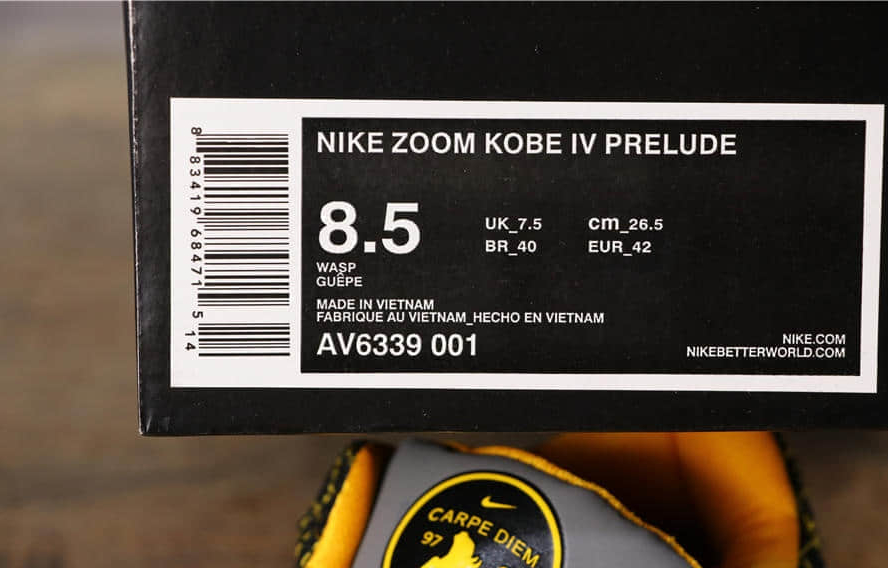 NIKE ZOOM KOBE IV PRELUDE
8.5
UK_7.5 cm_26.5
BR_40 EUR_42
WASP
GUÊPE
MADE IN VIETNAM
FABRIQUE AU VIETNAM_HECHO EN VIETNAM
AV6339 001
NIKE.COM
NIKEBETTERWORLD.COM
8 83419 68471 5 14
CARPE DIEM
97